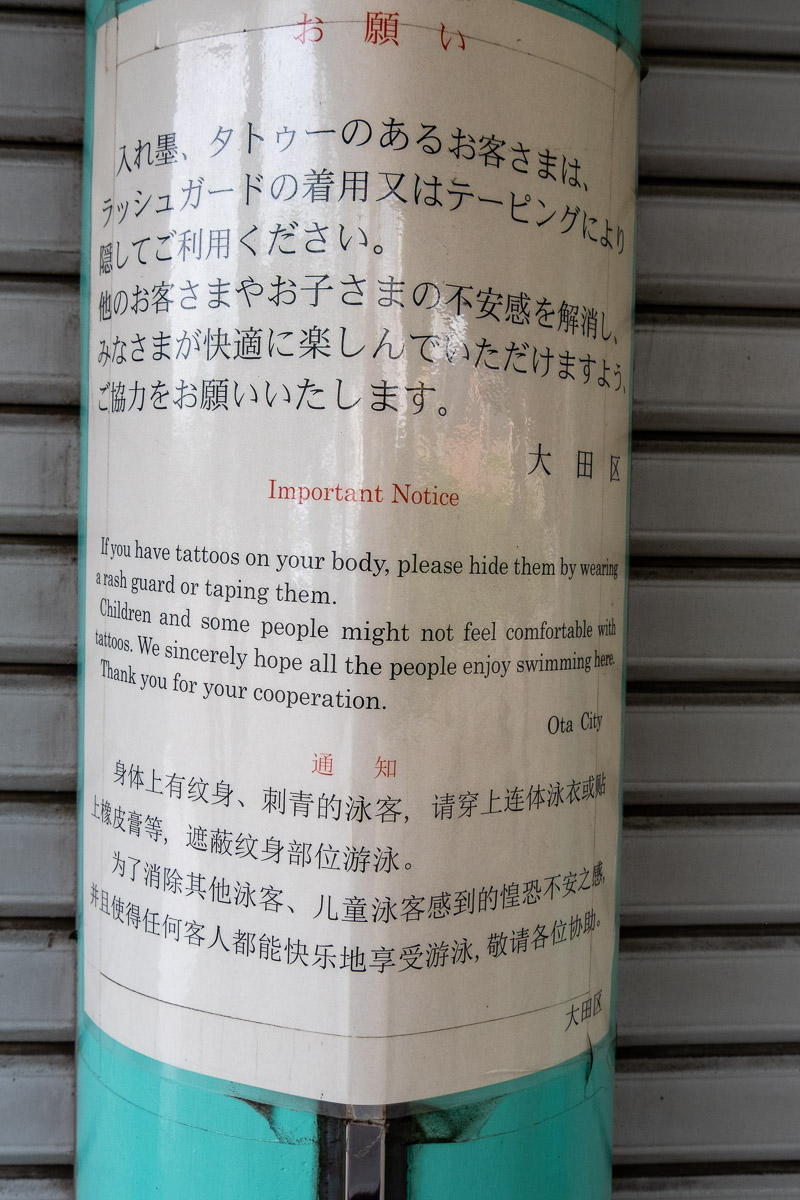 お願い
入れ墨、タトゥーのあるお客さまは、
ラッシュガードの着用又はテーピングにより
隠してご利用ください。
他のお客さまやお子さまの不安感を解消し、
みなさまが快適に楽しんでいただけますよう、
ご協力をお願いいたします。
大田区
Important Notice
If you have tattoos on your body, please hide them by wearing
a rash guard or taping them.
Children and some people might not feel comfortable with
tattoos. We sincerely hope all the people enjoy swimming here.
Thank you for your cooperation.
Ota City
通知
身体上有纹身、刺青的泳客，请穿上连体泳衣或贴
上橡皮膏等，遮蔽纹身部位游泳。
为了消除其他泳客、儿童泳客感到的惶恐不安之感，
并且使得任何客人都能快乐地享受游泳，敬请各位协助。
大田区